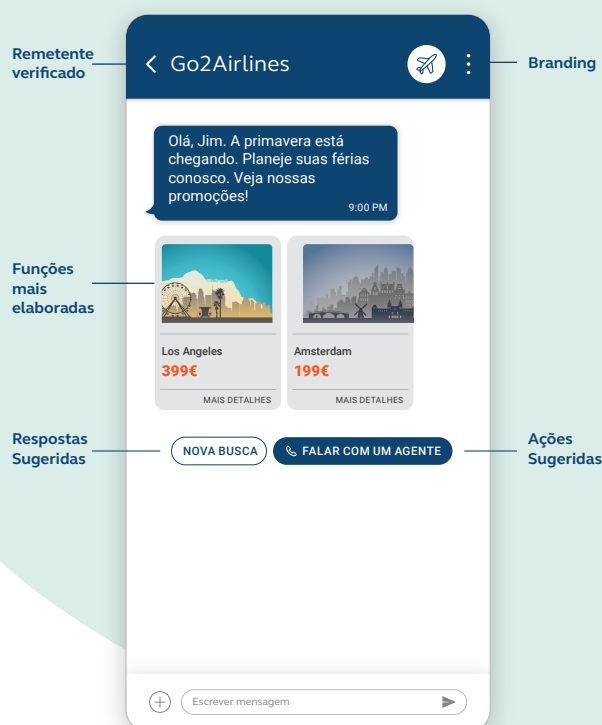 Remetente
verificado
Go2Airlines
Branding
Olá, Jim. A primavera está
chegando. Planeje suas férias
conosco. Veja nossas
promoções!
9:00 PM
Funções
mais
elaboradas
Los Angeles
399€
MAIS DETALHES
Amsterdam
199€
MAIS DETALHES
Respostas
Sugeridas
NOVA BUSCA
FALAR COM UM AGENTE
Ações
Sugeridas
Escrever mensagem